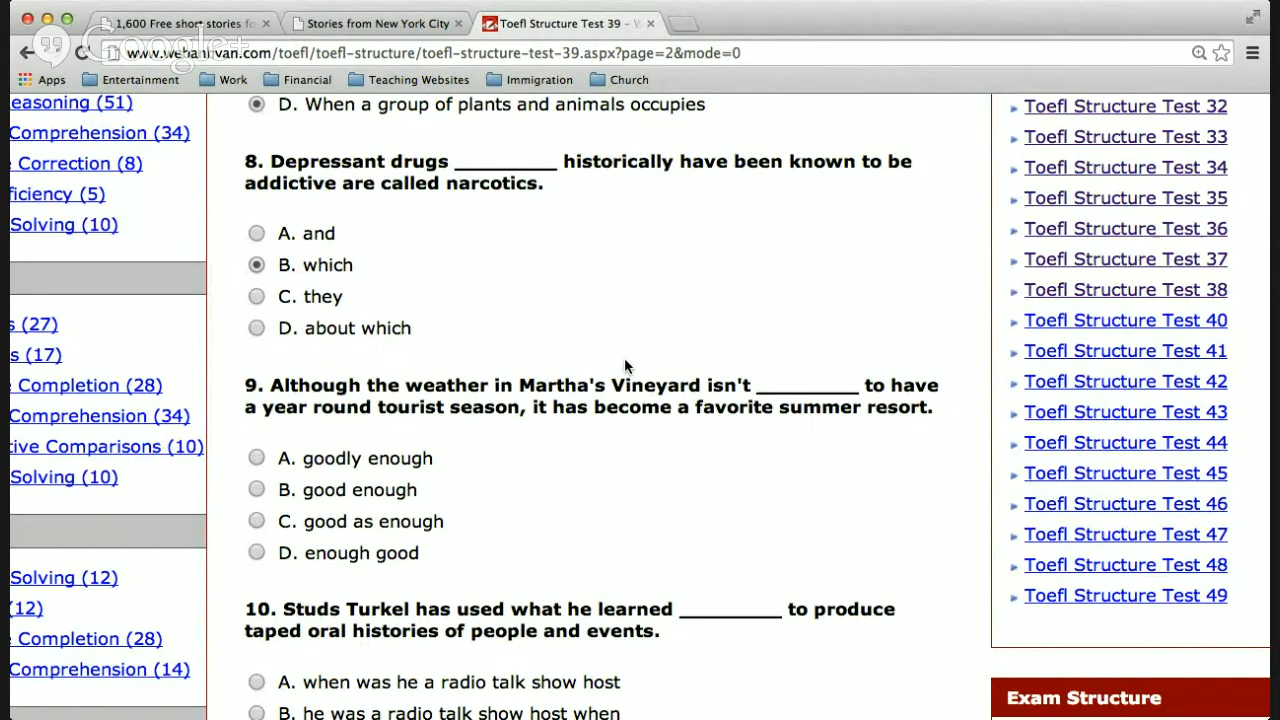 1,600 Free short stories fo
Stories from New York City
Toefl Structure Test 39 - W
Google+
www.webanirvan.com/toefl/toefl-structure/toefl-structure-test-39.aspx?page=2&mode=0
Apps Entertainment Work Financial Teaching Websites Immigration Church
easoning (51)
Comprehension (34)
e Correction (8)
ficiency (5)
Solving (10)
s (27)
s (17)
e Completion (28)
Comprehension (34)
tive Comparisons (10)
Solving (10)
Solving (12)
(12)
e Completion (28)
Comprehension (14)
D. When a group of plants and animals occupies
8. Depressant drugs _________ historically have been known to be
addictive are called narcotics.
A. and
B. which
C. they
D. about which
9. Although the weather in Martha's Vineyard isn't _________ to have
a year round tourist season, it has become a favorite summer resort.
A. goodly enough
B. good enough
C. good as enough
D. enough good
10. Studs Turkel has used what he learned _________ to produce
taped oral histories of people and events.
A. when was he a radio talk show host
B. he was a radio talk show host when
Toefl Structure Test 32
Toefl Structure Test 33
Toefl Structure Test 34
Toefl Structure Test 35
Toefl Structure Test 36
Toefl Structure Test 37
Toefl Structure Test 38
Toefl Structure Test 40
Toefl Structure Test 41
Toefl Structure Test 42
Toefl Structure Test 43
Toefl Structure Test 44
Toefl Structure Test 45
Toefl Structure Test 46
Toefl Structure Test 47
Toefl Structure Test 48
Toefl Structure Test 49
Exam Structure